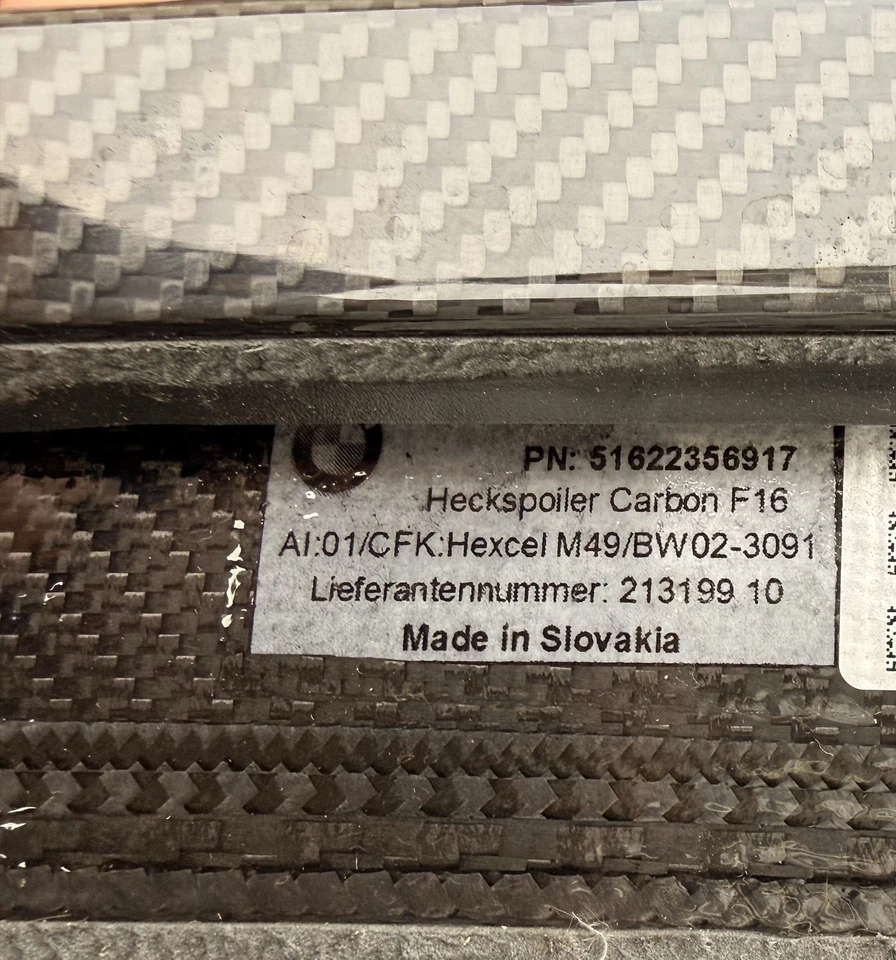 PN: 51622356917
Heckspoiler Carbon F16
AI:01/CFK:Hexcel M49/BW02-3091
Lieferantennummer: 213199 10
Made in Slovakia